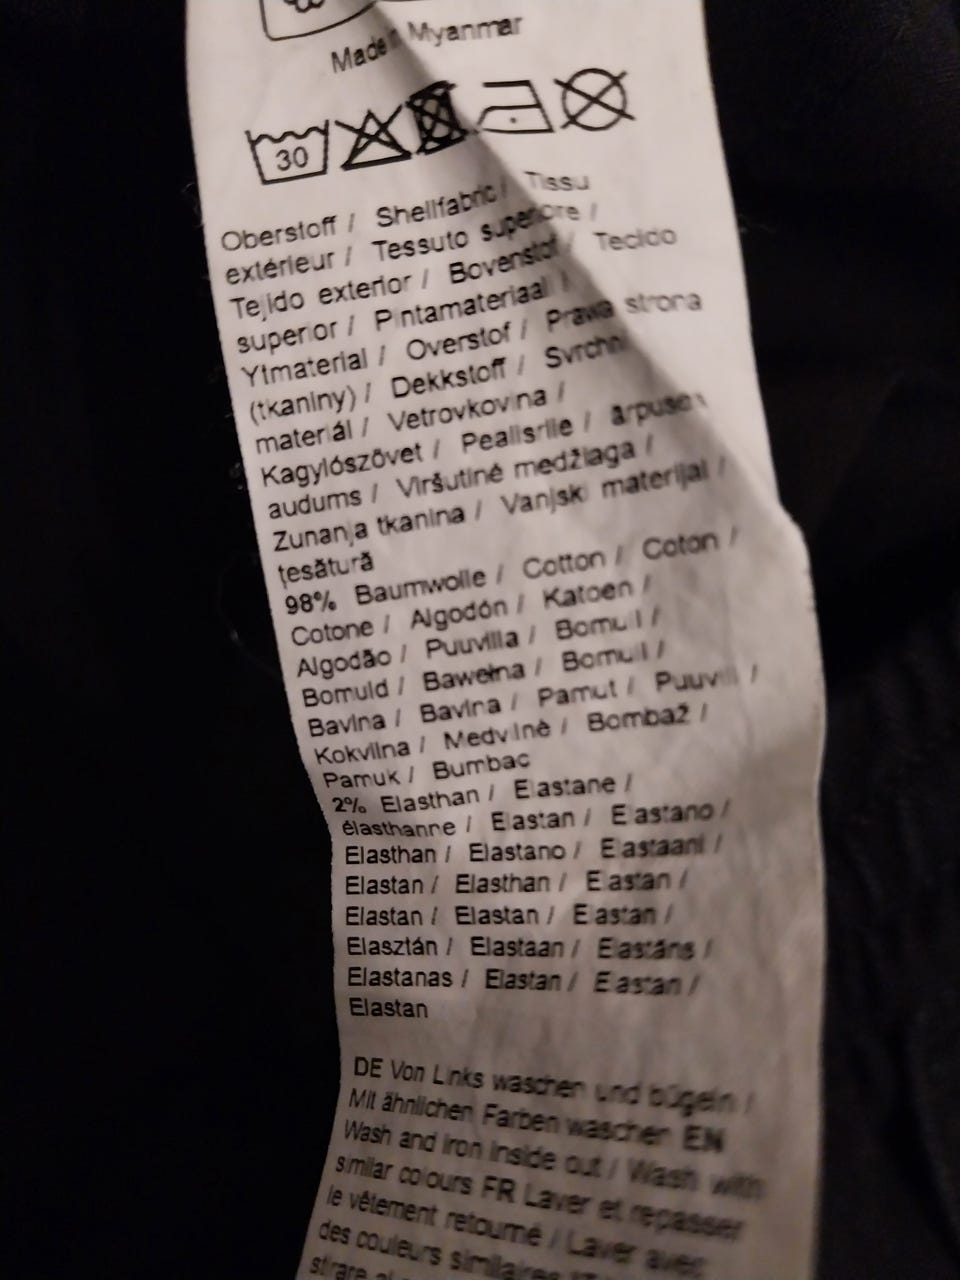 Made in Myanmar
30
Oberstoff / Shellfabric / Tissu
extérieur / Tessuto superiore /
Tejido exterior / Bovenstof / Tecido
superior / Pintamateriaali /
Ytmaterial / Overstof / Prawa strona
(tkaniny) / Dekkstoff / Svrchní
materiál / Vetrovkovina /
Kagylószövet / Pealisriie / ārpuses
audums / Viršutinė medžiaga /
Zunanja tkanina / Vanjski materijal /
țesătură
98% Baumwolle / Cotton / Coton /
Cotone / Algodón / Katoen /
Algodão / Puuvilla / Bomull /
Bomuld / Bawełna / Bomull /
Bavlna / Bavlna / Pamut / Puuvill /
Kokvilna / Medvilnė / Bombaž /
Pamuk / Bumbac
2% Elasthan / Elastane /
élasthanne / Elastan / Elastano /
Elasthan / Elastano / Elastaani /
Elastan / Elasthan / Elastan /
Elastan / Elastan / Elastan /
Elasztán / Elastaan / Elastāns /
Elastanas / Elastan / Elastan /
Elastan
DE Von Links waschen und bügeln /
Mit ähnlichen Farben waschen EN
Wash and iron inside out / Wash with
similar colours FR Laver et repasser
le vêtement retourné / Laver avec
des couleurs similaires
stirare